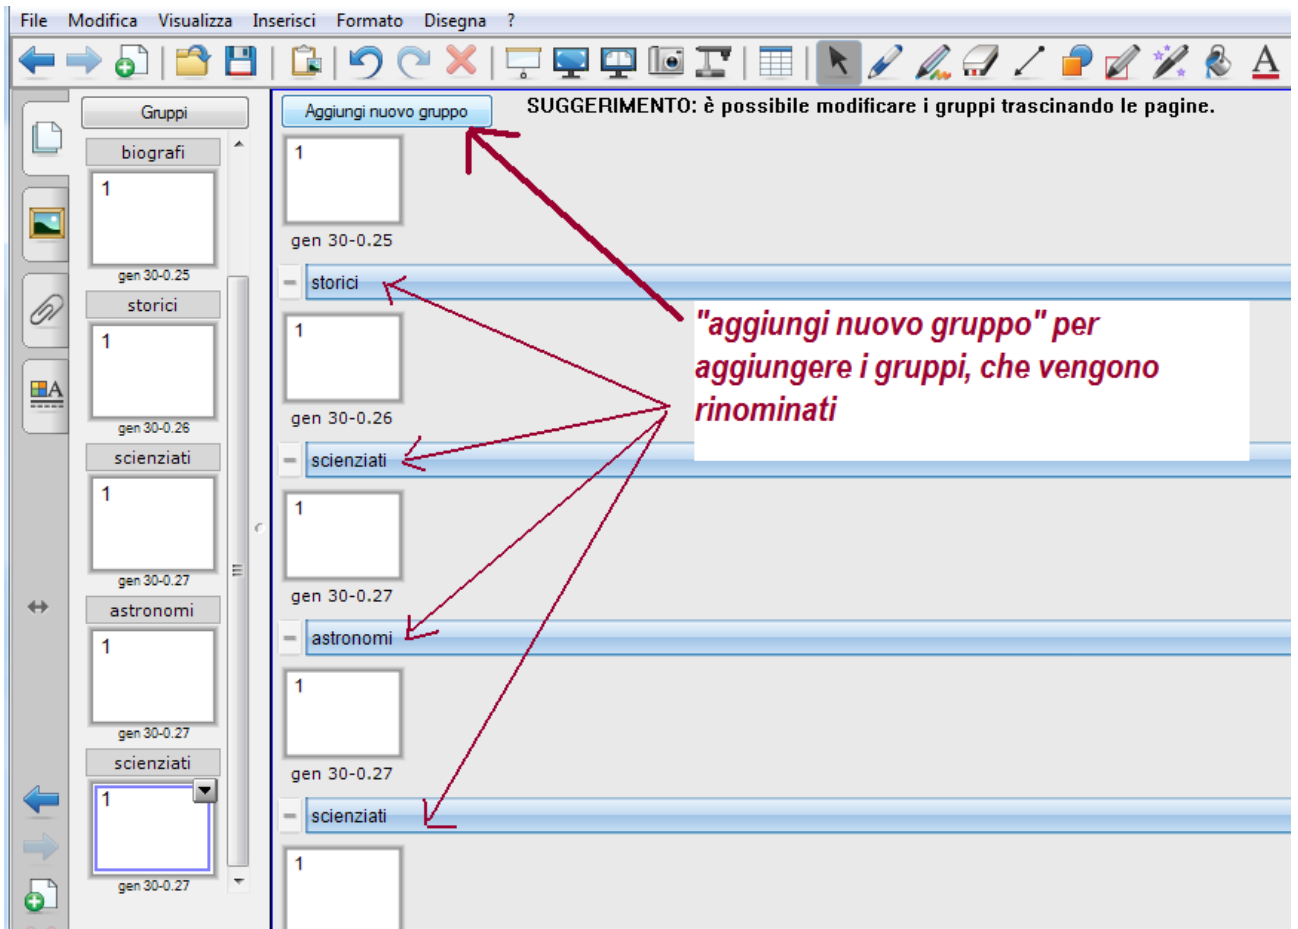 File Modifica Visualizza Inserisci Formato Disegna ?
A
Gruppi
biografi
1
gen 30-0.25
storici
1
gen 30-0.26
scienziati
1
gen 30-0.27
astronomi
1
gen 30-0.27
scienziati
1
gen 30-0.27
A
Aggiungi nuovo gruppo
SUGGERIMENTO: è possibile modificare i gruppi trascinando le pagine.
1
gen 30-0.25
storici
1
gen 30-0.26
scienziati
1
gen 30-0.27
astronomi
1
gen 30-0.27
scienziati
1
"aggiungi nuovo gruppo" per
aggiungere i gruppi, che vengono
rinominati